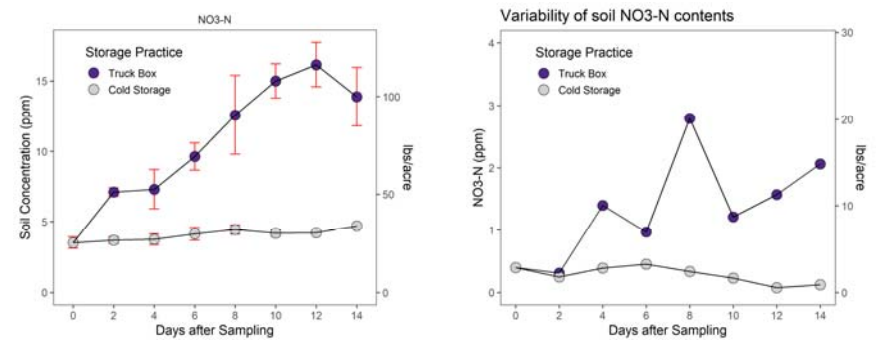 NO3-N
Soil Concentration (ppm)
15
10
5
0
Storage Practice
Truck Box
Cold Storage
100
50
0
lbs/acre
0 2 4 6 8 10 12 14
Days after Sampling
Variability of soil NO3-N contents
NO3-N (ppm)
4
3
2
1
0
Storage Practice
Truck Box
Cold Storage
30
20
10
0
lbs/acre
0 2 4 6 8 10 12 14
Days after Sampling